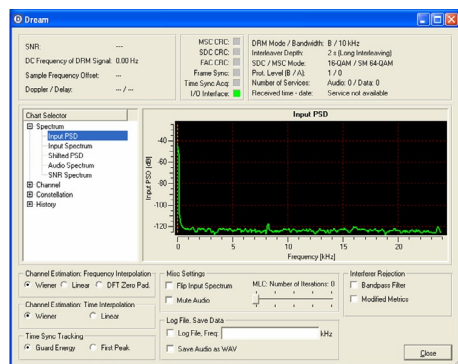 Dream
SNR: ---
DC Frequency of DRM Signal: 0.00 Hz
Sample Frequency Offset: ---
Doppler / Delay: --- / ---
MSC CRC:
SDC CRC:
FAC CRC:
Frame Sync:
Time Sync Acq:
I/O Interface:
DRM Mode / Bandwidth: B / 10 kHz
Interleaver Depth: 2 s (Long Interleaving)
SDC / MSC Mode: 16-QAM / SM 64-QAM
Prot. Level (B / A): 1 / 0
Number of Services: Audio: 0 / Data: 0
Received time - date: Service not available
Chart Selector
Spectrum
Input PSD
Input Spectrum
Shifted PSD
Audio Spectrum
SNR Spectrum
Channel
Constellation
History
Input PSD
Input PSD [dB]
-40
-60
-80
-100
-120
0 5 10 15 20
Frequency [kHz]
Channel Estimation: Frequency Interpolation
Wiener Linear DFT Zero Pad.
Channel Estimation: Time Interpolation
Wiener Linear
Time Sync Tracking
Guard Energy First Peak
Misc Settings
Flip Input Spectrum
Mute Audio
MLC: Number of Iterations: 0
Log File, Save Data
Log File, Freq: kHz
Save Audio as WAV
Interferer Rejection
Bandpass Filter
Modified Metrics
Close